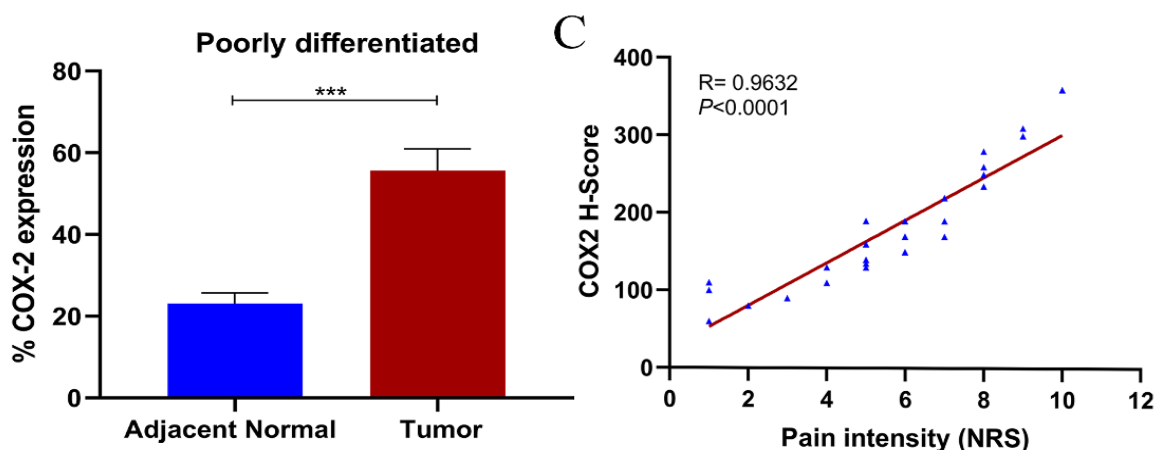 Poorly differentiated
% COX-2 expression
80
60
40
20
0
***
Adjacent Normal
Tumor
C
COX2 H-Score
400
300
200
100
0
R= 0.9632
P<0.0001
0 2 4 6 8 10 12
Pain intensity (NRS)